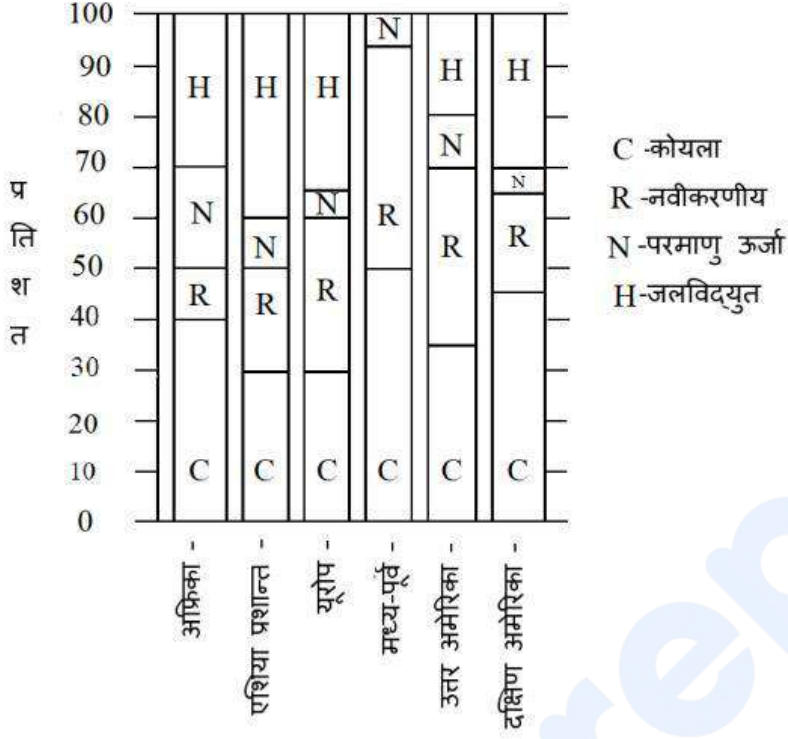 100
90
80
70
60
50
40
30
20
10
0
प्र
ति
श
त
H
N
R
C
H
N
R
C
H
N
R
C
N
R
C
H
N
R
C
H
N
R
C
अफ्रिका -
एशिया प्रशान्त -
यूरोप -
मध्य-पूर्व -
उत्तर अमेरिका -
दक्षिण अमेरिका -
C -कोयला
R -नवीकरणीय
N -परमाणु ऊर्जा
H-जलविद्युत